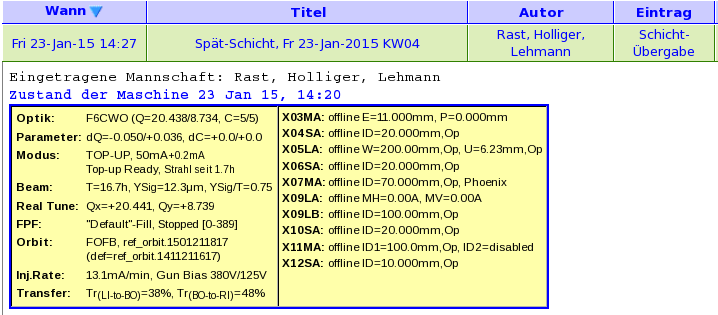 Wann Titel Autor Eintrag
Fri 23-Jan-15 14:27 Spät-Schicht, Fr 23-Jan-2015 KW04 Rast, Holliger, Lehmann Schicht-Übergabe
Eingetragene Mannschaft: Rast, Holliger, Lehmann
Zustand der Maschine 23 Jan 15, 14:20
Optik: F6CWO (Q=20.438/8.734, C=5/5)
Parameter: dQ=-0.050/+0.036, dC=+0.0/+0.0
Modus: TOP-UP, 50mA+0.2mA
Top-up Ready, Strahl seit 1.7h
Beam: T=16.7h, YSig=12.3µm, YSig/T=0.75
Real Tune: Qx=+20.441, Qy=+8.739
FPF: "Default"-Fill, Stopped [0-389]
Orbit: FOFB, ref_orbit.1501211817
(def=ref_orbit.1411211617)
Inj.Rate: 13.1mA/min, Gun Bias 380V/125V
Transfer: Tr(LI-to-BO)=38%, Tr(BO-to-RI)=48%
X03MA: offline E=11.000mm, P=0.000mm
X04SA: offline ID=20.000mm,Op
X05LA: offline W=200.00mm,Op, U=6.23mm,Op
X06SA: offline ID=20.000mm,Op
X07MA: offline ID=70.000mm,Op, Phoenix
X09LA: offline MH=0.00A, MV=0.00A
X09LB: offline ID=100.00mm,Op
X10SA: offline ID=20.000mm,Op
X11MA: offline ID1=100.0mm,Op, ID2=disabled
X12SA: offline ID=10.000mm,Op